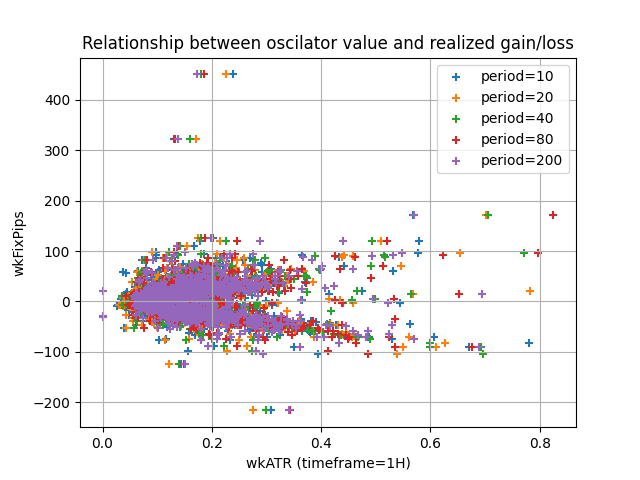 Relationship between oscilator value and realized gain/loss
period=10
period=20
period=40
period=80
period=200
wkFixPips
400
300
200
100
0
−100
−200
0.0 0.2 0.4 0.6 0.8
wkATR (timeframe=1H)